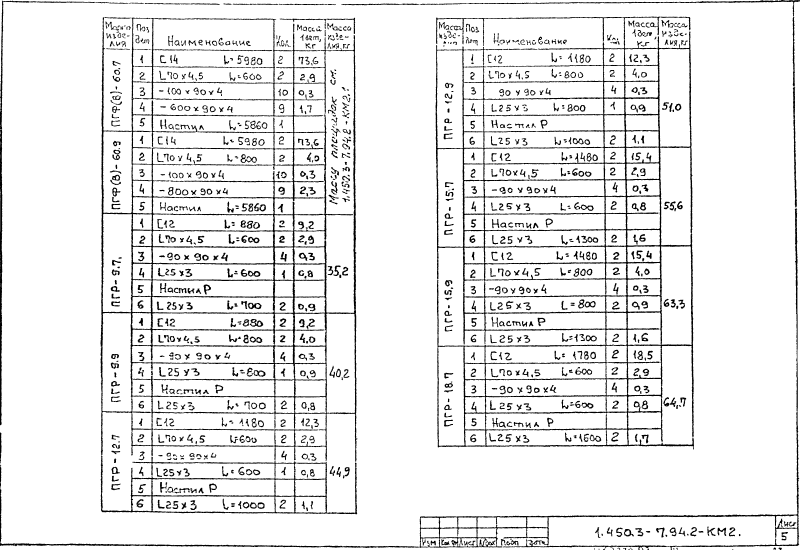 Марка изделия Поз дет Наименование Кол. Масса 1дет, кг Масса изделия, кг
ПГФ(В)-60.7
1 С14 L=5980 2 73,6
2 L70×4,5 L=600 2 2,9
3 -100×90×4 10 0,3
4 -600×90×4 9 1,7
5 Настил L=5860 1
Массу площадок см. 1.450.3-7.94.2-КМ2.1
ПГФ(В)-60.9
1 С14 L=5980 2 73,6
2 L70×4,5 L=800 2 4,0
3 -100×90×4 10 0,3
4 -800×90×4 9 2,3
5 Настил L=5860 1
ПГР-9.7,
1 С12 L=880 2 9,2
2 L70×4,5 L=600 2 2,9
3 -90×90×4 4 0,3
4 L25×3 L=600 1 0,8 35,2
5 Настил Р
6 L25×3 L=700 2 0,9
ПГР-9.9
1 С12 L=880 2 9,2
2 L70×4,5 L=800 2 4,0
3 -90×90×4 4 0,3
4 L25×3 L=800 1 0,9 40,2
5 Настил Р
6 L25×3 L=700 2 0,8
ПГР-12.7
1 С12 L=1180 2 12,3
2 L70×4,5 L=600 2 2,9
3 -90×90×4 4 0,3
4 L25×3 L=600 1 0,8 44,9
5 Настил Р
6 L25×3 L=1000 2 1,1
Марка изделия Поз дет Наименование Кол Масса 1дет, кг Масса изделия, кг
ПГР-12,9
1 С12 L=1180 2 12,3
2 L70×4,5 L=800 2 4,0
3 90×90×4 4 0,3
4 L25×3 L=800 1 0,9 51,0
5 Настил Р
6 L25×3 L=1000 2 1,1
ПГР-15.7
1 С12 L=1480 2 15,4
2 L70×4,5 L=600 2 2,9
3 -90×90×4 4 0,3
4 L25×3 L=600 2 0,8 55,6
5 Настил Р
6 L25×3 L=1300 2 1,6
ПГР-15,9
1 С12 L=1480 2 15,4
2 L70×4,5 L=800 2 4,0
3 -90×90×4 4 0,3
4 L25×3 L=800 2 0,9 63,3
5 Настил Р
6 L25×3 L=1300 2 1,6
ПГР-18.7
1 С12 L=1780 2 18,5
2 L70×4,5 L=600 2 2,9
3 -90×90×4 4 0,3
4 L25×3 L=600 2 0,8 64,7
5 Настил Р
6 L25×3 L=1600 2 1,7
1.450.3-7.94.2-КМ2. Лист 5
Изм Кол.уч Лист №док Подп Дата